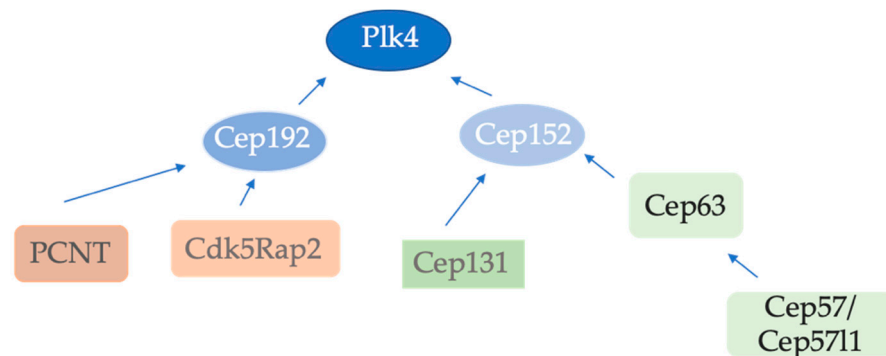 Plk4
Cep192
Cep152
PCNT
Cdk5Rap2
Cep131
Cep63
Cep57/
Cep57l1